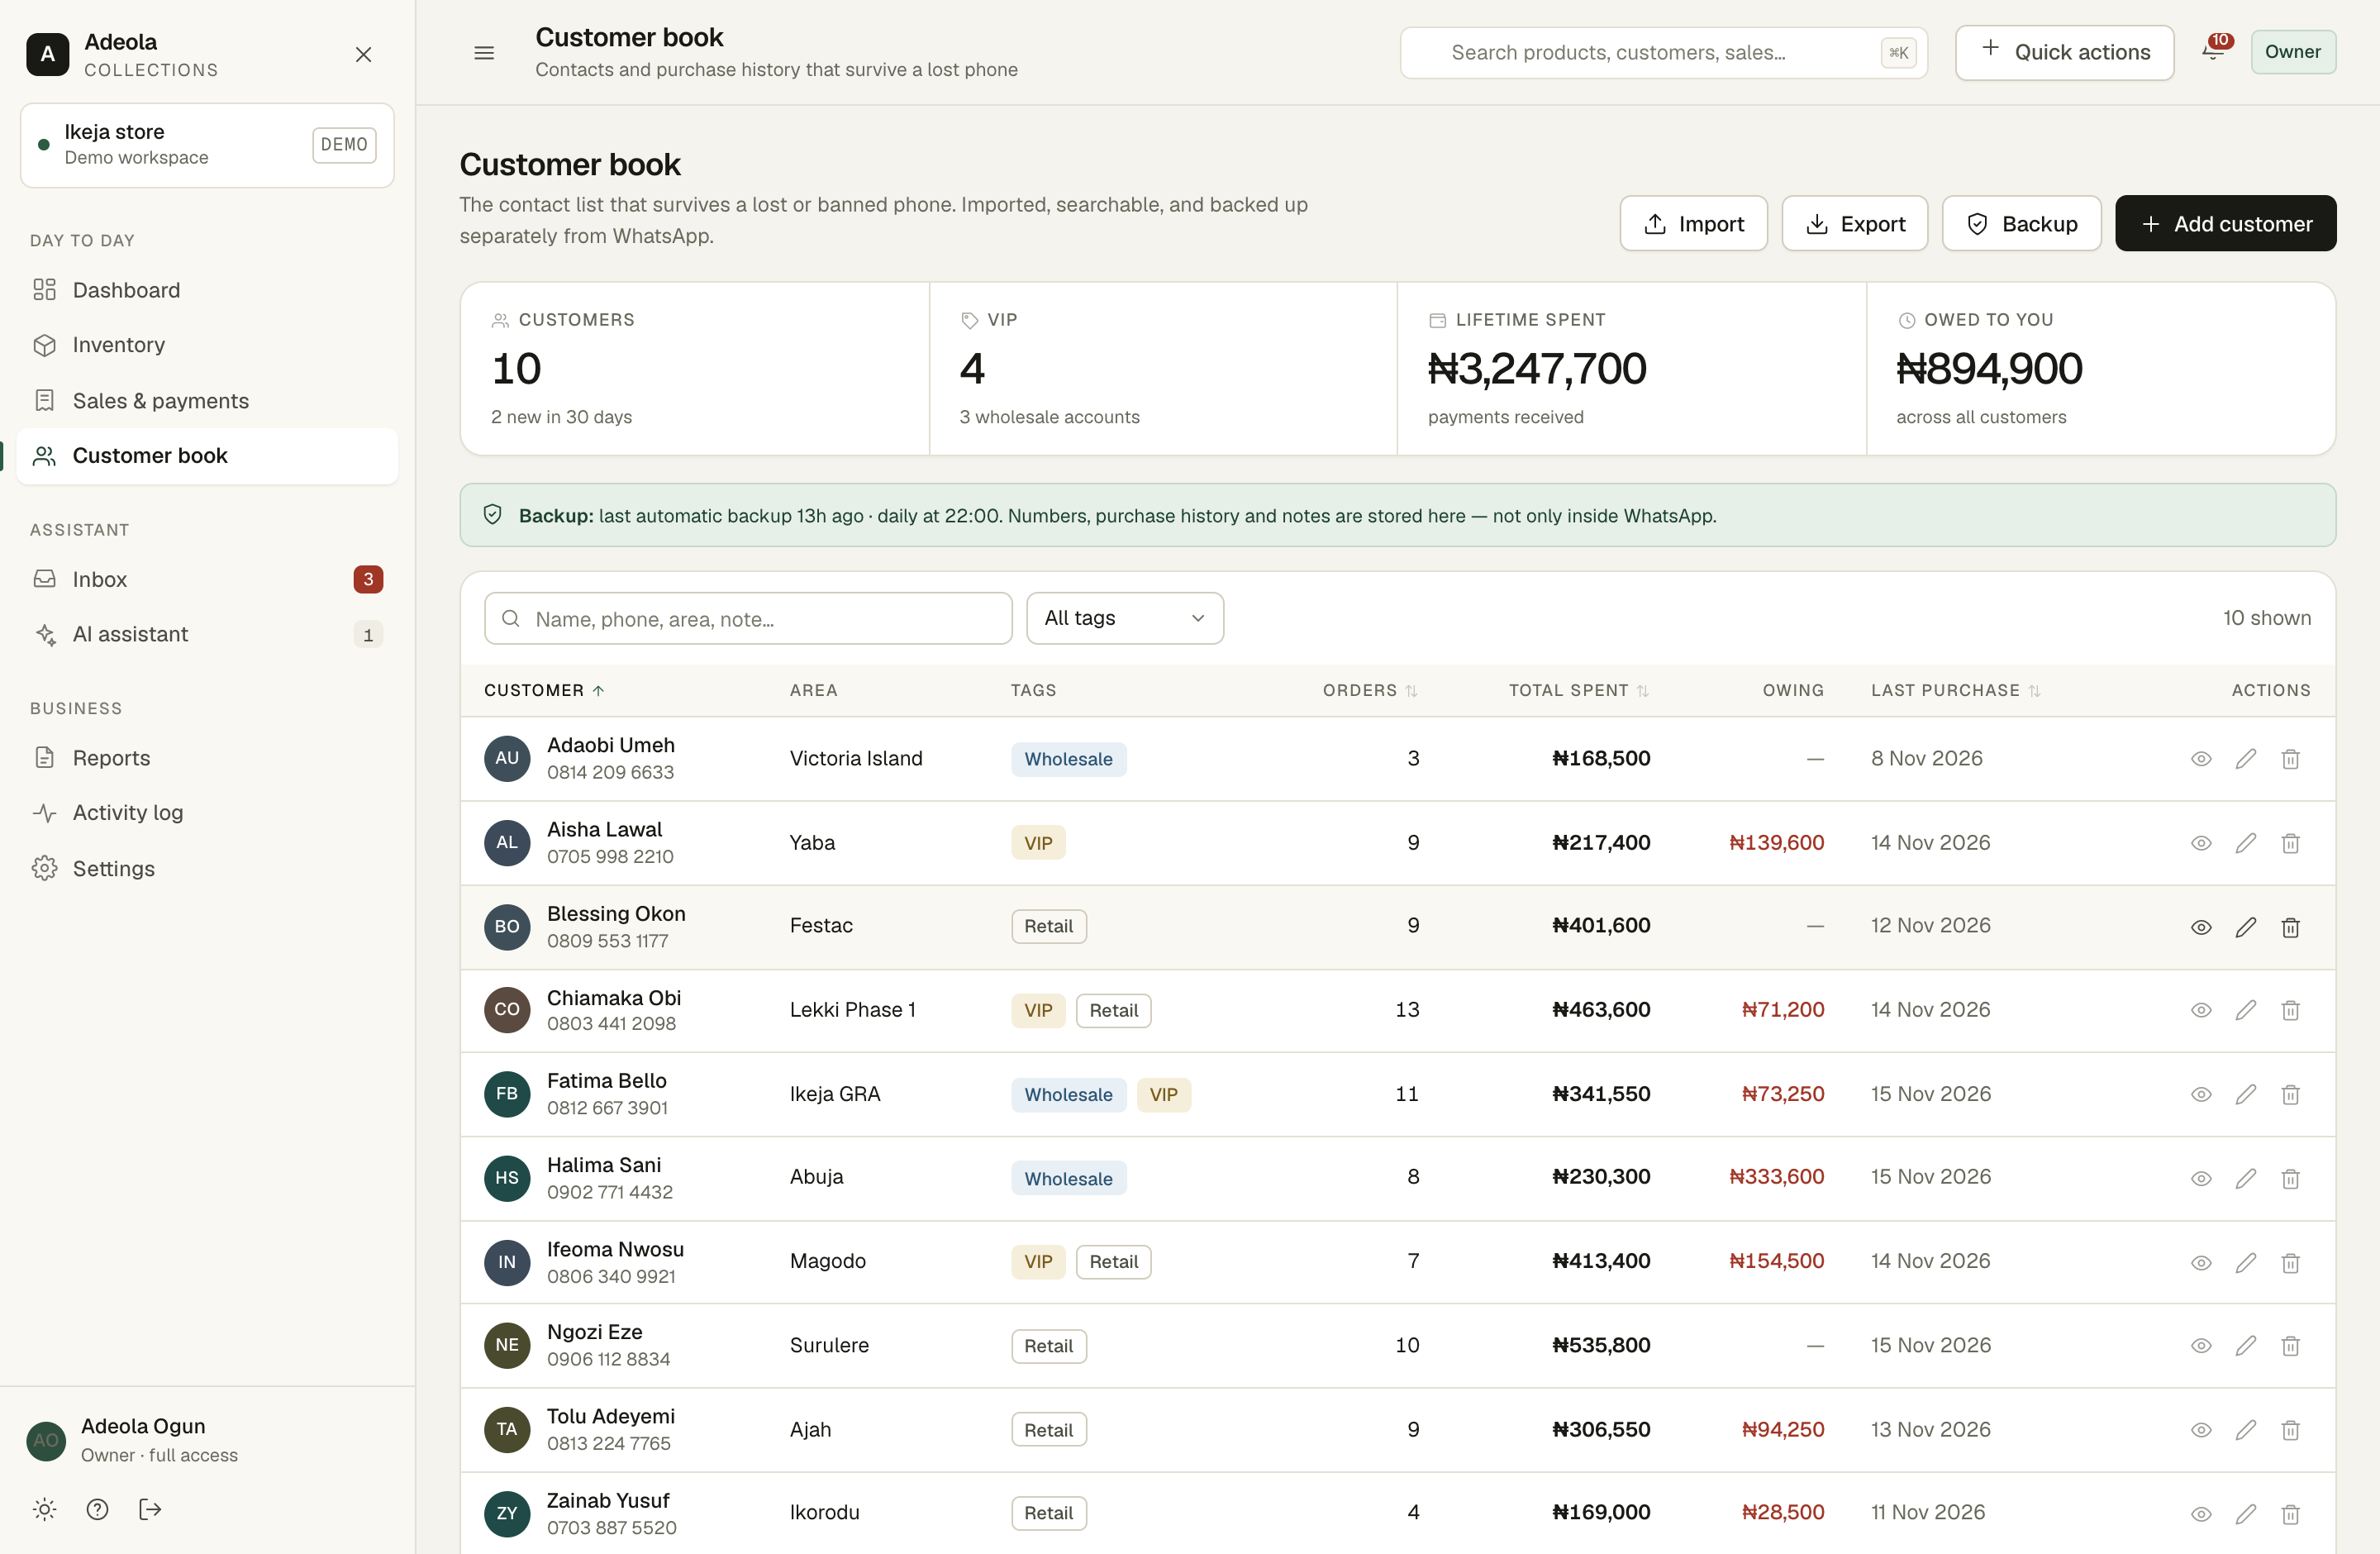 A
Adeola
COLLECTIONS
Ikeja store
Demo workspace
DEMO
DAY TO DAY
Dashboard
Inventory
Sales & payments
Customer book
ASSISTANT
Inbox
3
AI assistant
1
BUSINESS
Reports
Activity log
Settings
AO
Adeola Ogun
Owner · full access
Customer book
Contacts and purchase history that survive a lost phone
Search products, customers, sales...
⌘K
Quick actions
10
Owner
Customer book
The contact list that survives a lost or banned phone. Imported, searchable, and backed up
separately from WhatsApp.
Import
Export
Backup
Add customer
CUSTOMERS
10
2 new in 30 days
VIP
4
3 wholesale accounts
LIFETIME SPENT
₦3,247,700
payments received
OWED TO YOU
₦894,900
across all customers
Backup: last automatic backup 13h ago · daily at 22:00. Numbers, purchase history and notes are stored here — not only inside WhatsApp.
Name, phone, area, note...
All tags
10 shown
CUSTOMER AREA TAGS ORDERS TOTAL SPENT OWING LAST PURCHASE ACTIONS
AU Adaobi Umeh
0814 209 6633
Victoria Island Wholesale 3 ₦168,500 — 8 Nov 2026
AL Aisha Lawal
0705 998 2210
Yaba VIP 9 ₦217,400 ₦139,600 14 Nov 2026
BO Blessing Okon
0809 553 1177
Festac Retail 9 ₦401,600 — 12 Nov 2026
CO Chiamaka Obi
0803 441 2098
Lekki Phase 1 VIP Retail 13 ₦463,600 ₦71,200 14 Nov 2026
FB Fatima Bello
0812 667 3901
Ikeja GRA Wholesale VIP 11 ₦341,550 ₦73,250 15 Nov 2026
HS Halima Sani
0902 771 4432
Abuja Wholesale 8 ₦230,300 ₦333,600 15 Nov 2026
IN Ifeoma Nwosu
0806 340 9921
Magodo VIP Retail 7 ₦413,400 ₦154,500 14 Nov 2026
NE Ngozi Eze
0906 112 8834
Surulere Retail 10 ₦535,800 — 15 Nov 2026
TA Tolu Adeyemi
0813 224 7765
Ajah Retail 9 ₦306,550 ₦94,250 13 Nov 2026
ZY Zainab Yusuf
0703 887 5520
Ikorodu Retail 4 ₦169,000 ₦28,500 11 Nov 2026